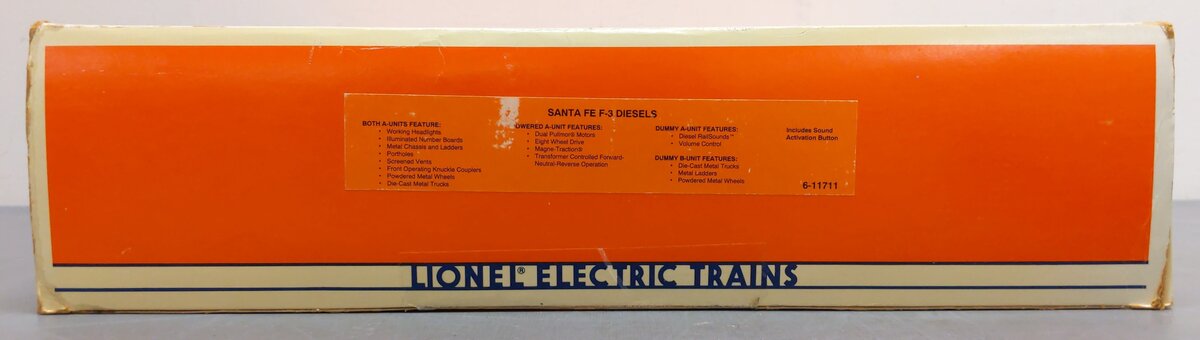 SANTA FE F-3 DIESELS
BOTH A-UNITS FEATURE:
• Working Headlights
• Illuminated Number Boards
• Metal Chassis and Ladders
• Portholes
• Screened Vents
• Front Operating Knuckle Couplers
• Powdered Metal Wheels
• Die-Cast Metal Trucks
OWERED A-UNIT FEATURES:
• Dual Pullmor® Motors
• Eight Wheel Drive
• Magne-Traction®
• Transformer Controlled Forward-
Neutral-Reverse Operation
DUMMY A-UNIT FEATURES:
• Diesel RailSounds™
• Volume Control
DUMMY B-UNIT FEATURES:
• Die-Cast Metal Trucks
• Metal Ladders
• Powdered Metal Wheels
Includes Sound
Activation Button
6-11711
LIONEL® ELECTRIC TRAINS